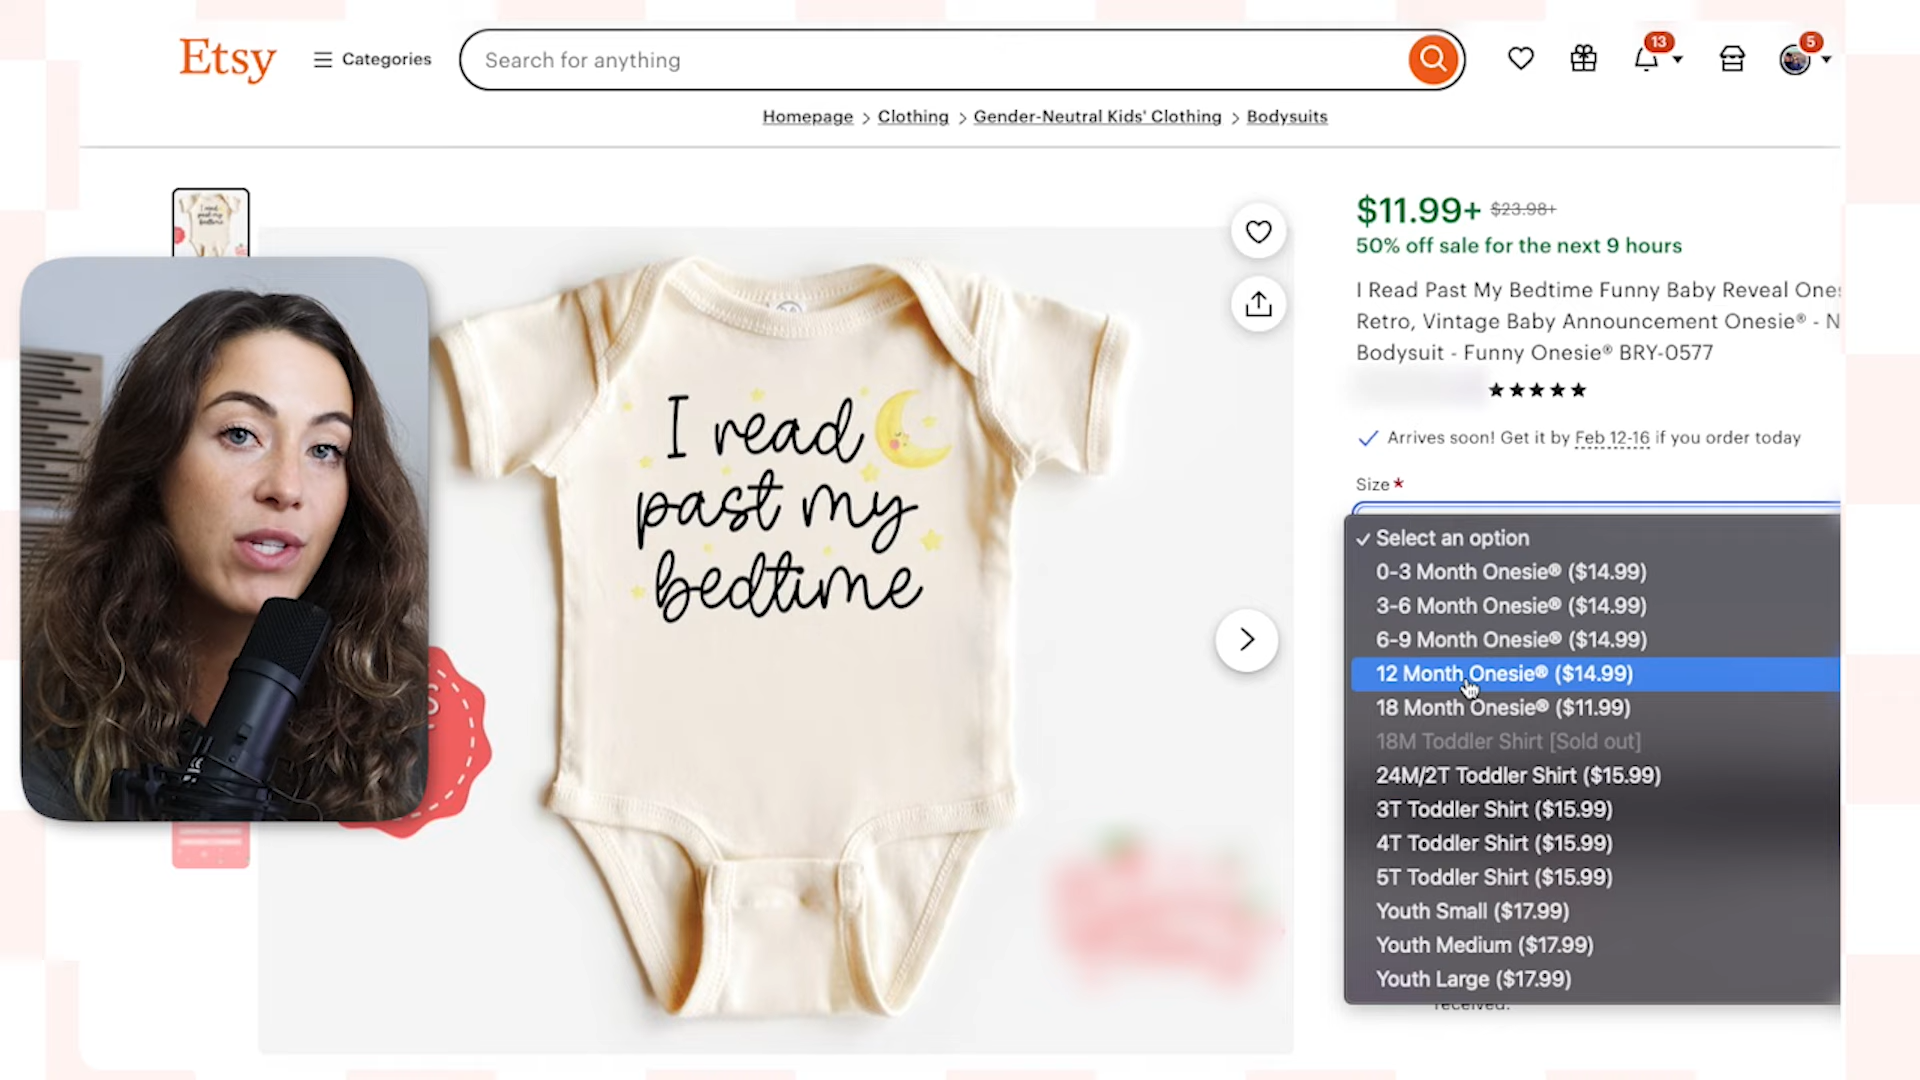 Etsy
Categories
Search for anything
13
5
Homepage > Clothing > Gender-Neutral Kids' Clothing > Bodysuits
$11.99+ $23.98+
50% off sale for the next 9 hours
I Read Past My Bedtime Funny Baby Reveal Ones
Retro, Vintage Baby Announcement Onesie® - N
Bodysuit - Funny Onesie® BRY-0577
Arrives soon! Get it by Feb 12-16 if you order today
Size*
✓ Select an option
0-3 Month Onesie® ($14.99)
3-6 Month Onesie® ($14.99)
6-9 Month Onesie® ($14.99)
12 Month Onesie® ($14.99)
18 Month Onesie® ($11.99)
18M Toddler Shirt [Sold out]
24M/2T Toddler Shirt ($15.99)
3T Toddler Shirt ($15.99)
4T Toddler Shirt ($15.99)
5T Toddler Shirt ($15.99)
Youth Small ($17.99)
Youth Medium ($17.99)
Youth Large ($17.99)
received.
I read
past my
bedtime
I read
past my
bedtime